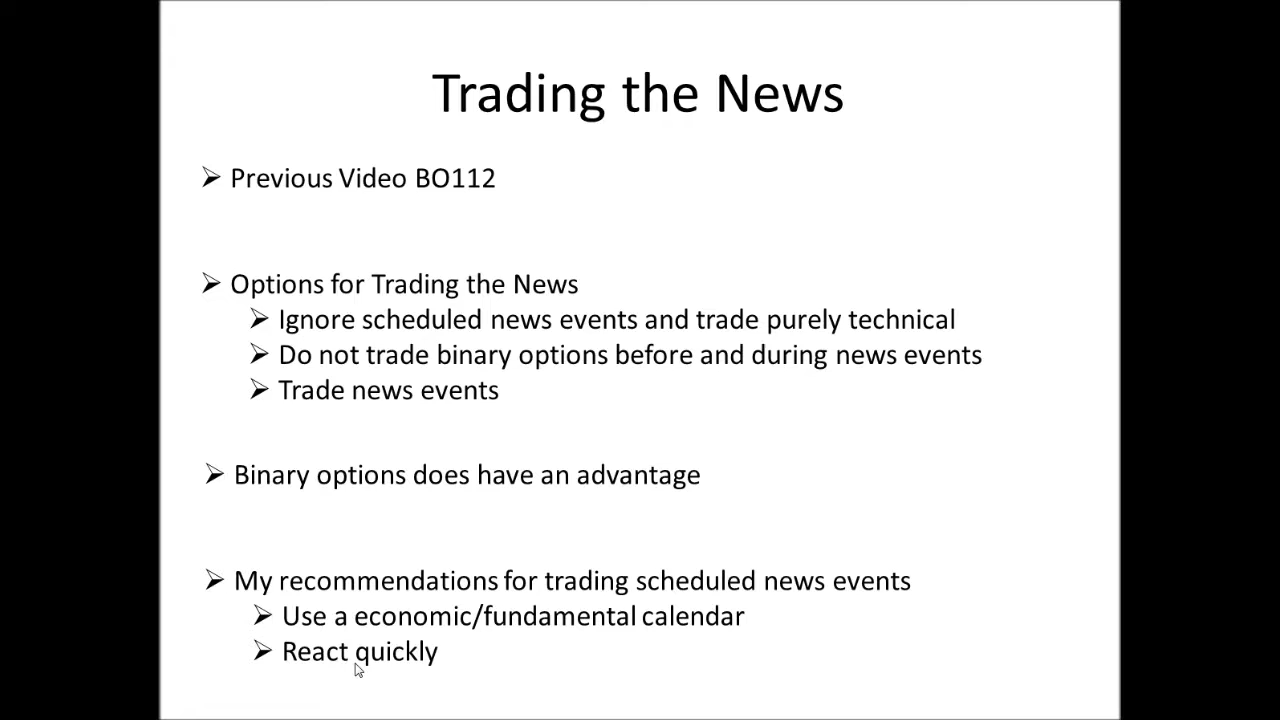 Trading the News
Previous Video BO112
Options for Trading the News
Ignore scheduled news events and trade purely technical
Do not trade binary options before and during news events
Trade news events
Binary options does have an advantage
My recommendations for trading scheduled news events
Use a economic/fundamental calendar
React quickly